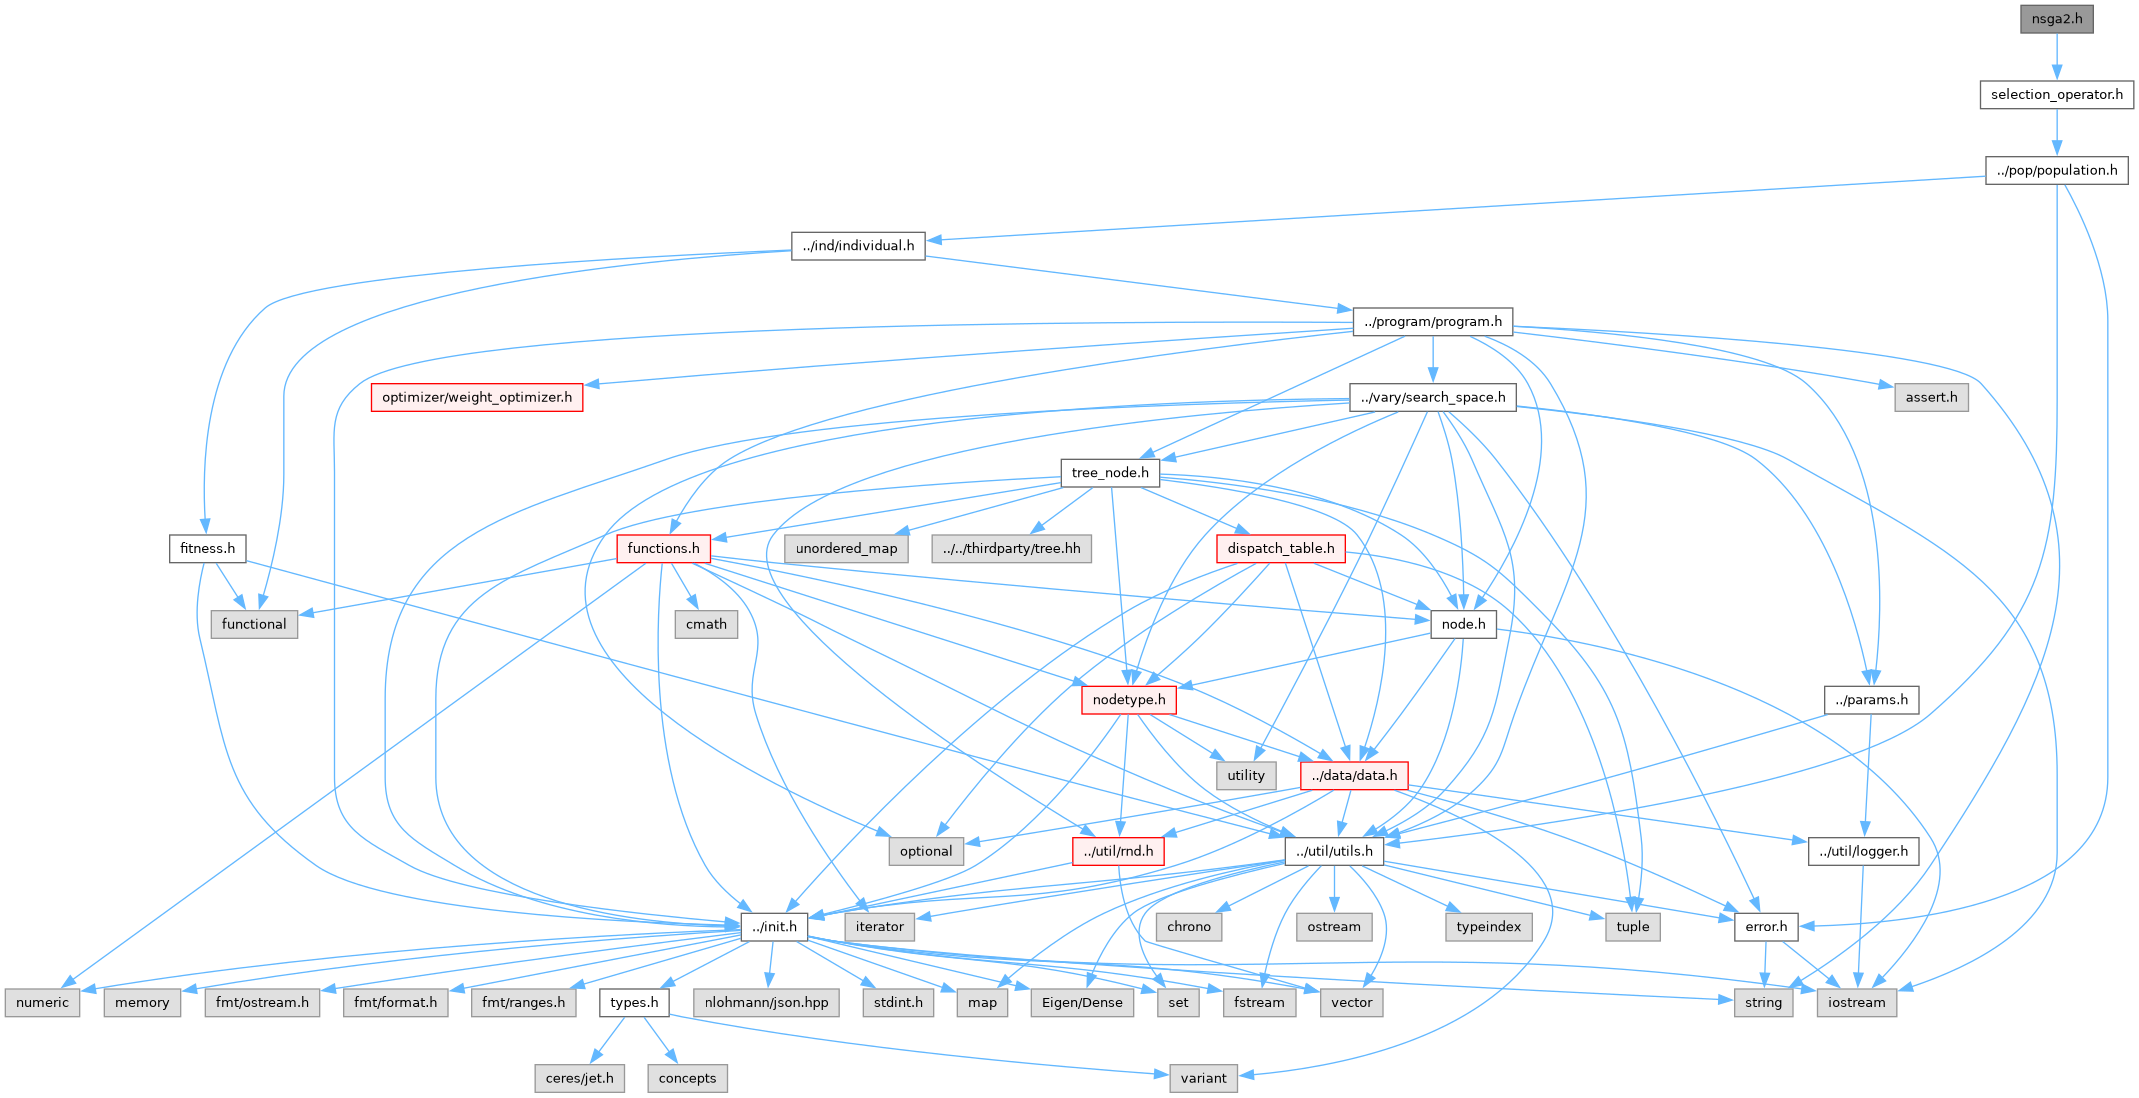 nsga2.h
selection_operator.h
../pop/population.h
../ind/individual.h
../program/program.h
optimizer/weight_optimizer.h
../vary/search_space.h
assert.h
tree_node.h
fitness.h
functions.h
unordered_map
../../thirdparty/tree.hh
dispatch_table.h
functional
cmath
node.h
nodetype.h
../params.h
utility
../data/data.h
optional
../util/rnd.h
../util/utils.h
../util/logger.h
../init.h
iterator
chrono
ostream
typeindex
tuple
error.h
numeric
memory
fmt/ostream.h
fmt/format.h
fmt/ranges.h
types.h
nlohmann/json.hpp
stdint.h
map
Eigen/Dense
set
fstream
vector
string
iostream
ceres/jet.h
concepts
variant